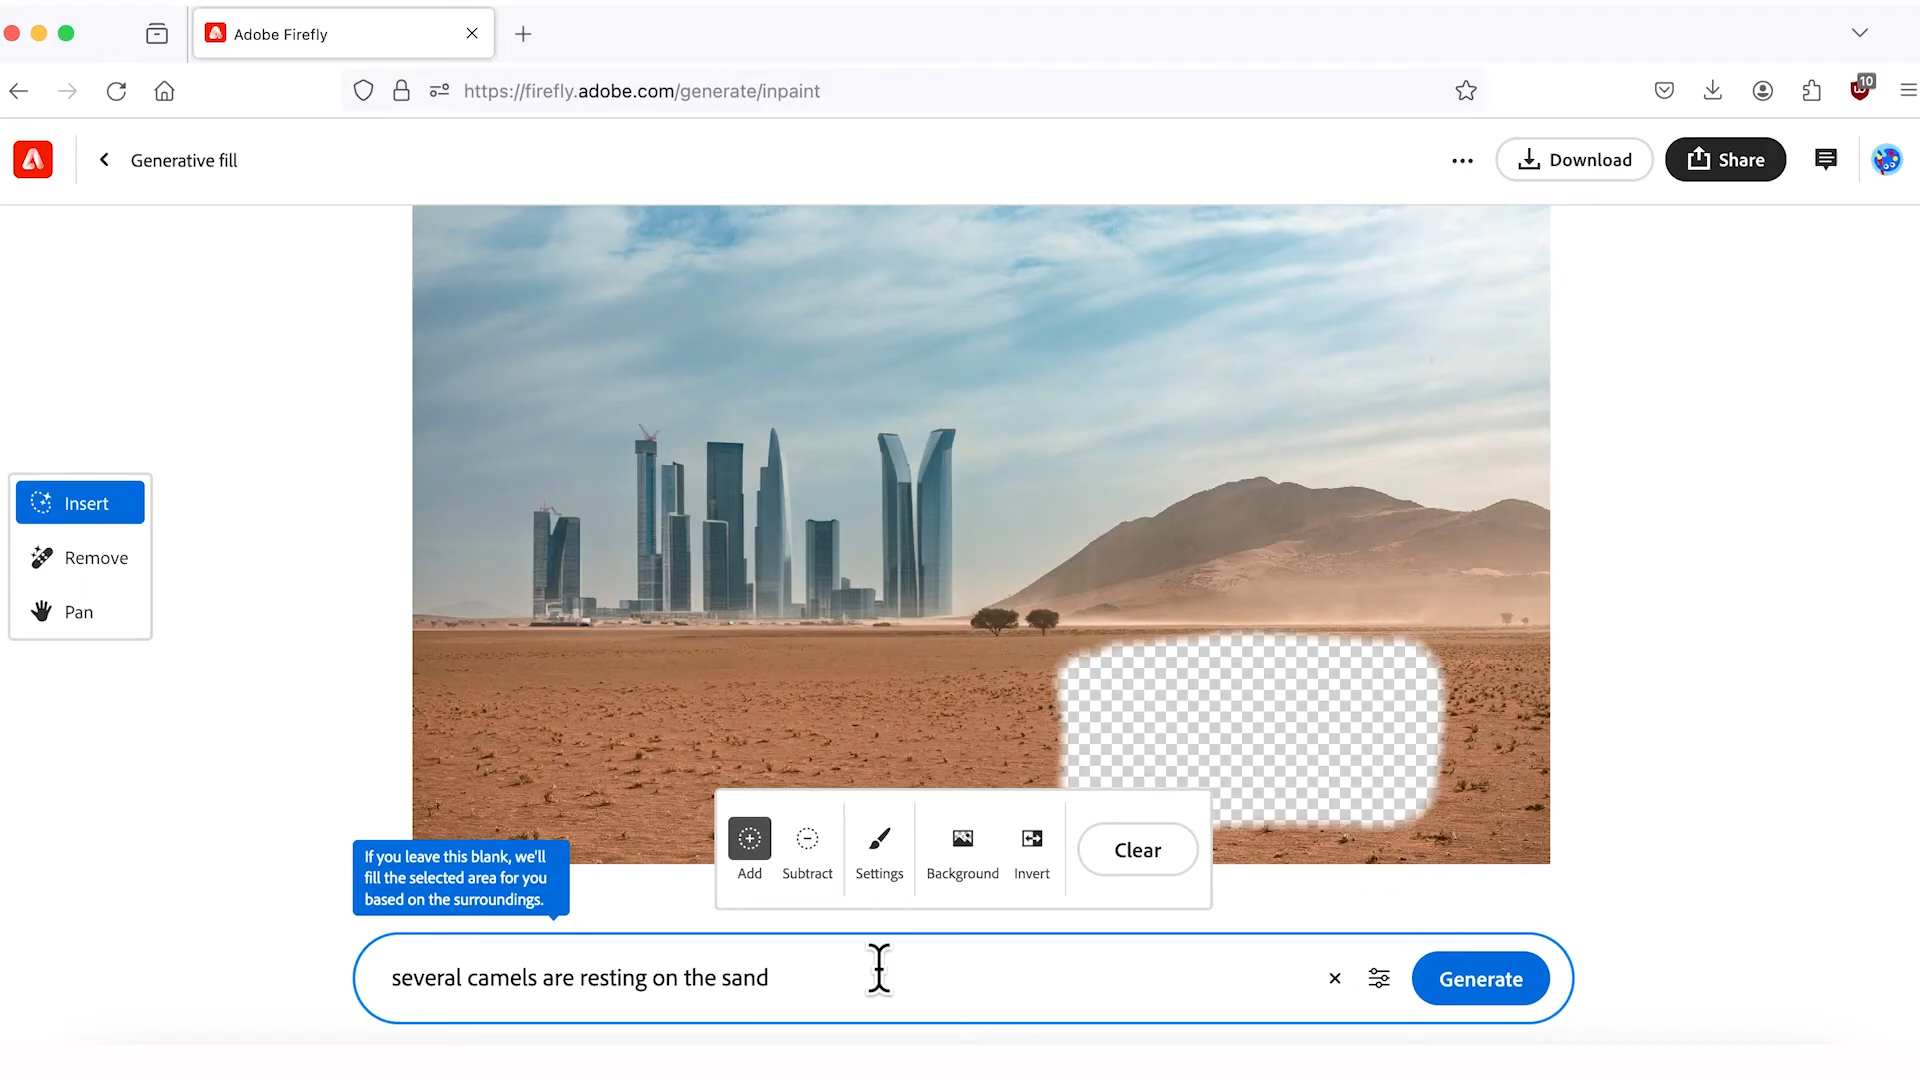 Adobe Firefly
https://firefly.adobe.com/generate/inpaint
10
Generative fill
Download
Share
Insert
Remove
Pan
Add
Subtract
Settings
Background
Invert
Clear
If you leave this blank, we'll
fill the selected area for you
based on the surroundings.
several camels are resting on the sand
Generate